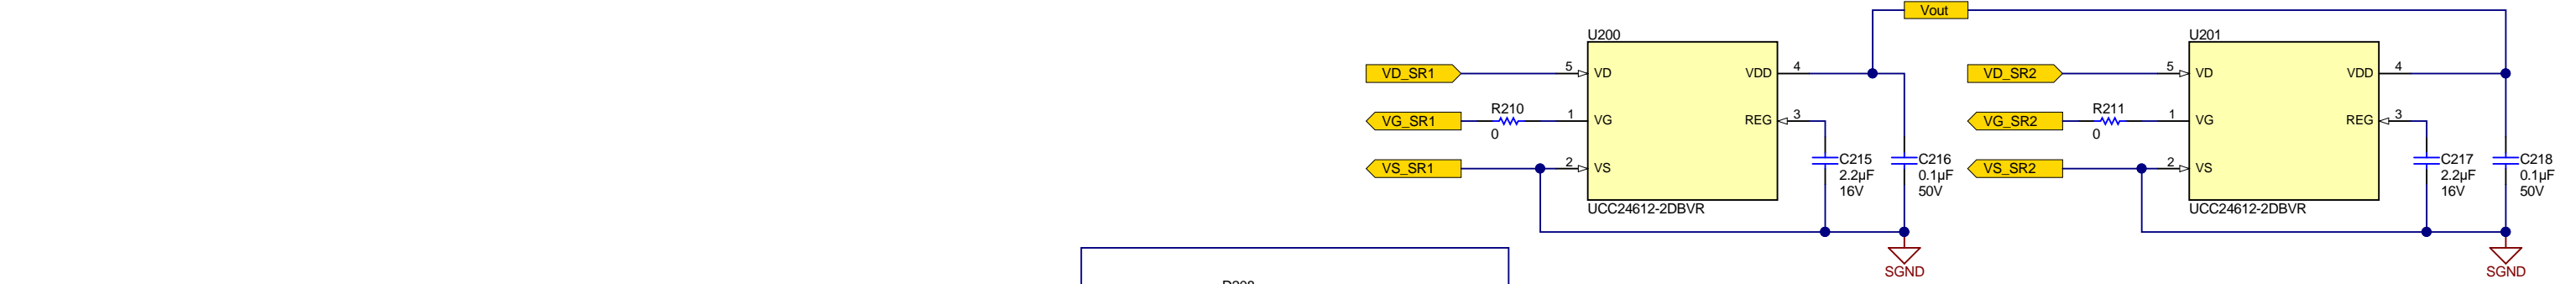 Vout
U200
VD_SR1
5
VD
VDD
4
R210
VG_SR1
0
1
VG
REG
3
VS_SR1
2
VS
C215
2.2µF
16V
C216
0.1µF
50V
UCC24612-2DBVR
SGND
U201
VD_SR2
5
VD
VDD
4
R211
VG_SR2
0
1
VG
REG
3
VS_SR2
2
VS
C217
2.2µF
16V
C218
0.1µF
50V
UCC24612-2DBVR
SGND